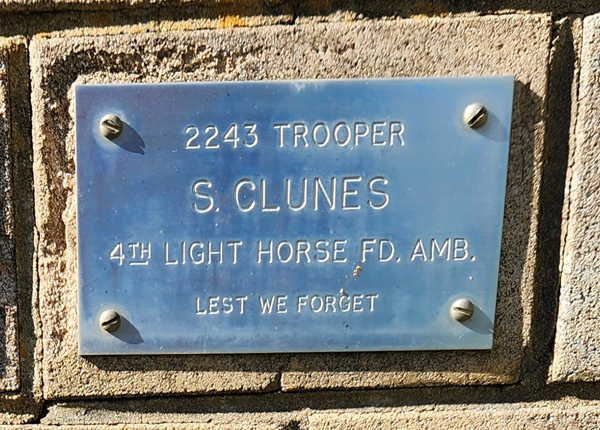 2243 TROOPER
S. CLUNES
4TH LIGHT HORSE FD. AMB.
LEST WE FORGET